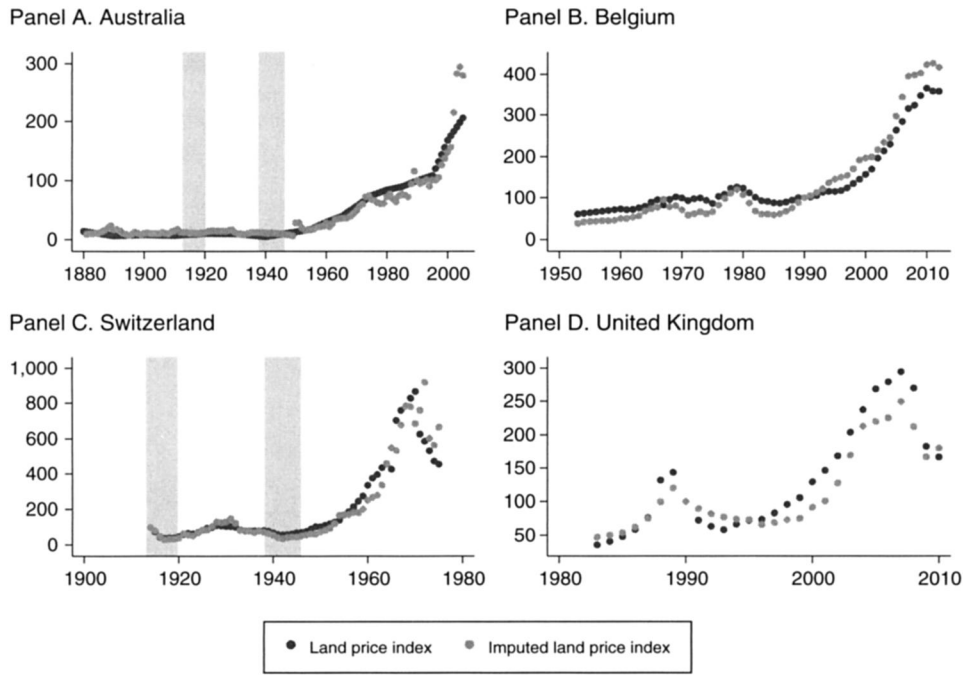 Panel A. Australia
300
200
100
0
1880 1900 1920 1940 1960 1980 2000
Panel B. Belgium
400
300
200
100
0
1950 1960 1970 1980 1990 2000 2010
Panel C. Switzerland
1,000
800
600
400
200
0
1900 1920 1940 1960 1980
Panel D. United Kingdom
300
250
200
150
100
50
1980 1990 2000 2010
Land price index Imputed land price index